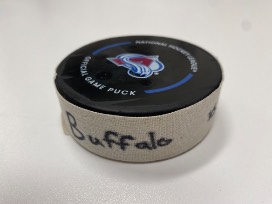 NATIONAL HOCKEY LEAGUE
OFFICIAL GAME PUCK
Buffalo